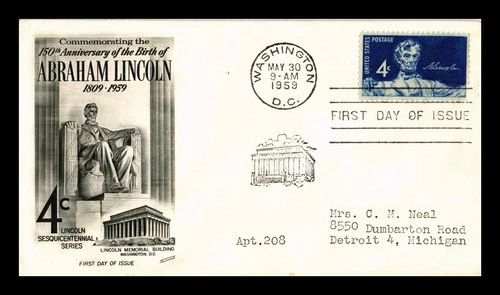 Commemorating the
150th Anniversary of the Birth of
ABRAHAM LINCOLN
1809 · 1959
4c
LINCOLN
SESQUICENTENNIAL
SERIES
LINCOLN MEMORIAL BUILDING
WASHINGTON, D.C.
FIRST DAY OF ISSUE
WASHINGTON
MAY 30
9-AM
1959
D.C.
UNITED STATES POSTAGE
4¢
A. Lincoln
FIRST DAY OF ISSUE
Apt.208
Mrs. C. M. Neal
8550 Dumbarton Road
Detroit 4, Michigan